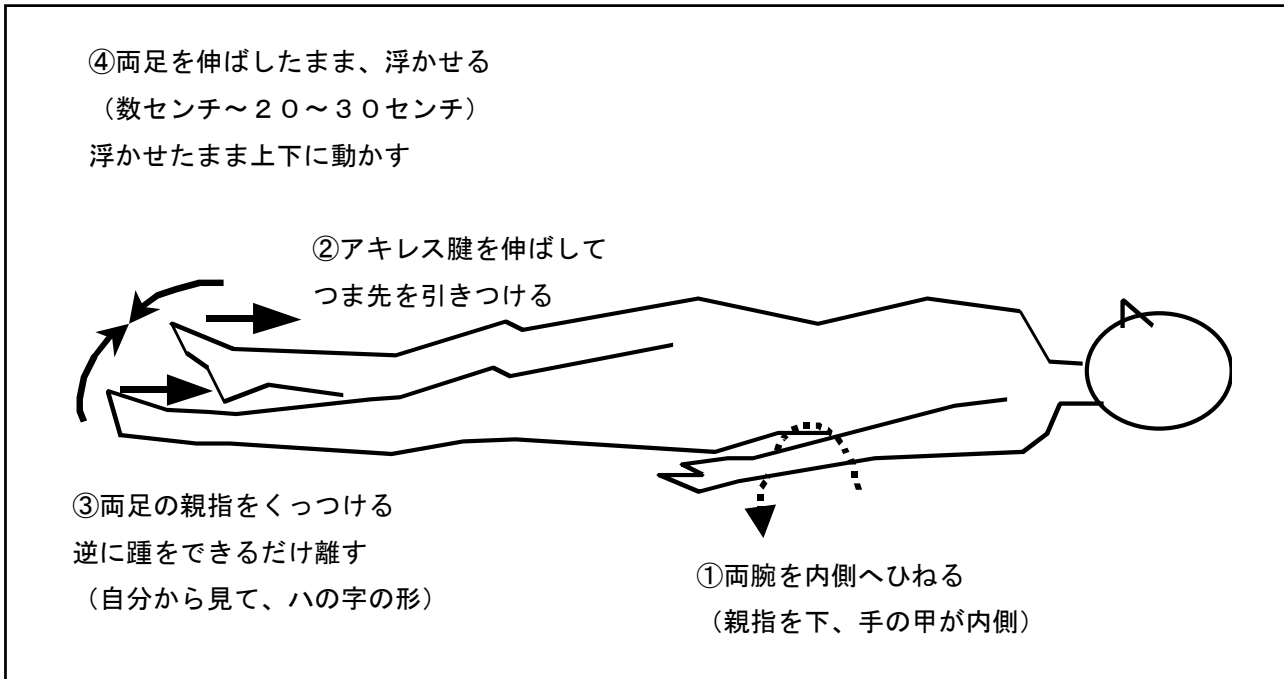 ④両足を伸ばしたまま、浮かせる
（数センチ～２０～３０センチ）
浮かせたまま上下に動かす
②アキレス腱を伸ばして
つま先を引きつける
③両足の親指をくっつける
逆に踵をできるだけ離す
（自分から見て、ハの字の形）
①両腕を内側へひねる
（親指を下、手の甲が内側）